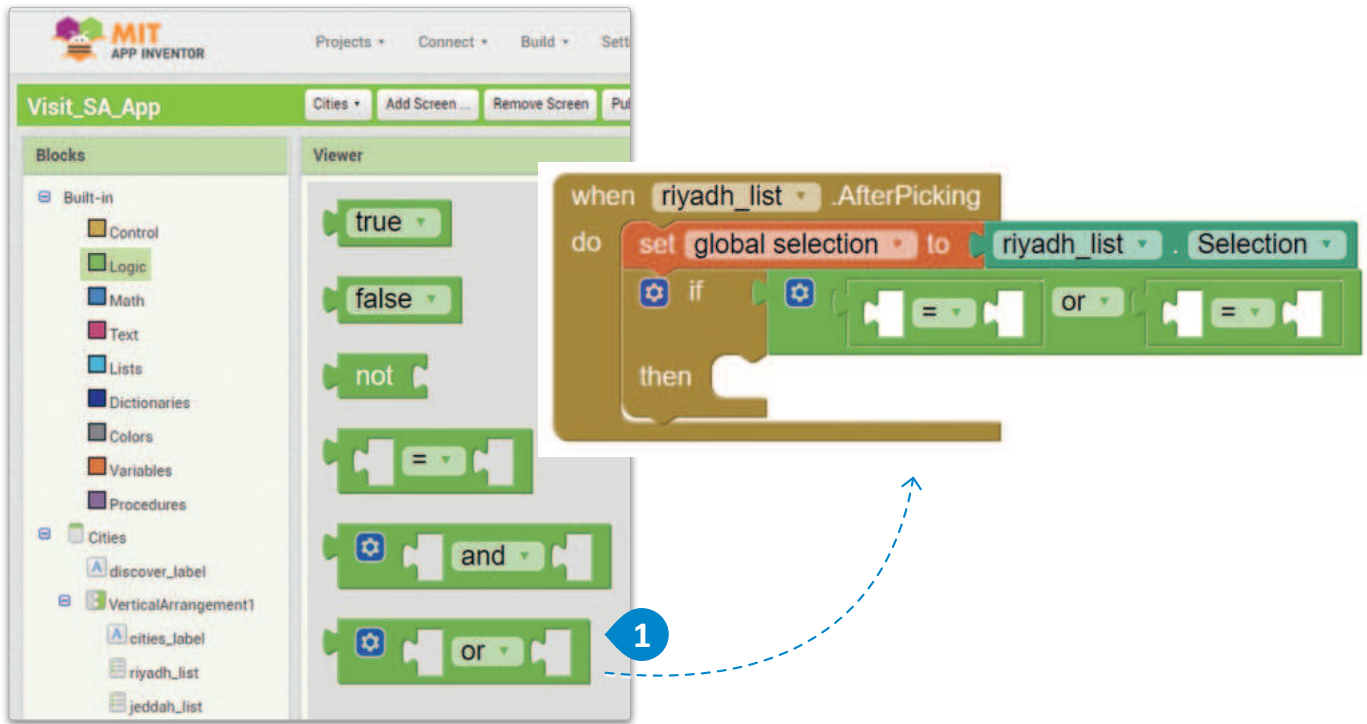 MIT
APP INVENTOR
Projects Connect Build
Visit_SA_App
Cities Add Screen ... Remove Screen
Blocks
Viewer
Built-in
Control
Logic
Math
Text
Lists
Dictionaries
Colors
Variables
Procedures
Cities
discover_label
VerticalArrangement1
cities_label
riyadh_list
jeddah_list
true
false
not
=
and
or
1
when riyadh_list .AfterPicking
do set global selection to riyadh_list . Selection
if = or =
then